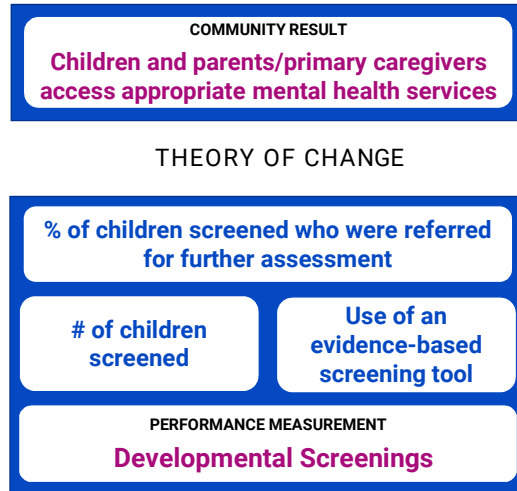 COMMUNITY RESULT
Children and parents/primary caregivers
access appropriate mental health services
THEORY OF CHANGE
% of children screened who were referred
for further assessment
# of children
screened
Use of an
evidence-based
screening tool
PERFORMANCE MEASUREMENT
Developmental Screenings